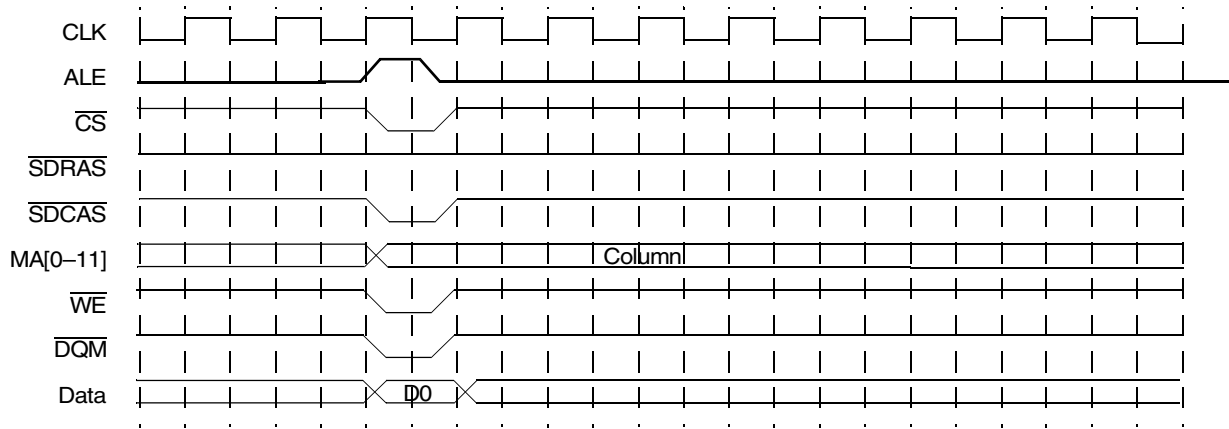 CLK
ALE
CS
SDRAS
SDCAS
MA[0–11]
Column
WE
DQM
Data
D0